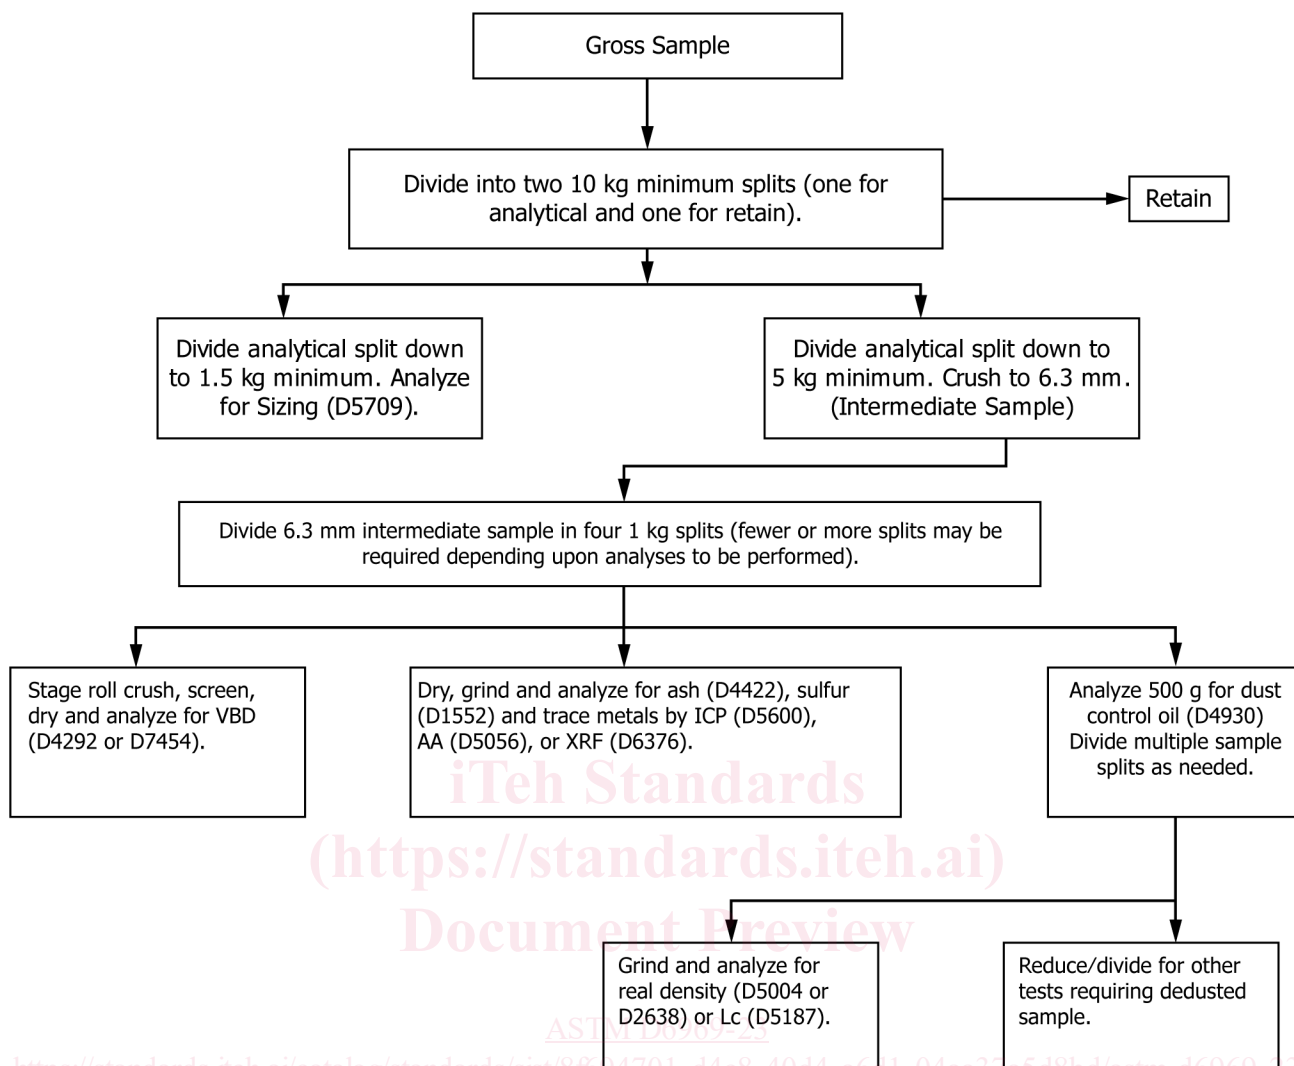 Gross Sample
Divide into two 10 kg minimum splits (one for
analytical and one for retain).
Retain
Divide analytical split down
to 1.5 kg minimum. Analyze
for Sizing (D5709).
Divide analytical split down to
5 kg minimum. Crush to 6.3 mm.
(Intermediate Sample)
Divide 6.3 mm intermediate sample in four 1 kg splits (fewer or more splits may be
required depending upon analyses to be performed).
Stage roll crush, screen,
dry and analyze for VBD
(D4292 or D7454).
Dry, grind and analyze for ash (D4422), sulfur
(D1552) and trace metals by ICP (D5600),
AA (D5056), or XRF (D6376).
Analyze 500 g for dust
control oil (D4930)
Divide multiple sample
splits as needed.
iTeh Standards
(https://standards.iteh.ai)
Document Preview
Grind and analyze for
real density (D5004 or
D2638) or Lc (D5187).
Reduce/divide for other
tests requiring dedusted
sample.
ASTM D6969-23